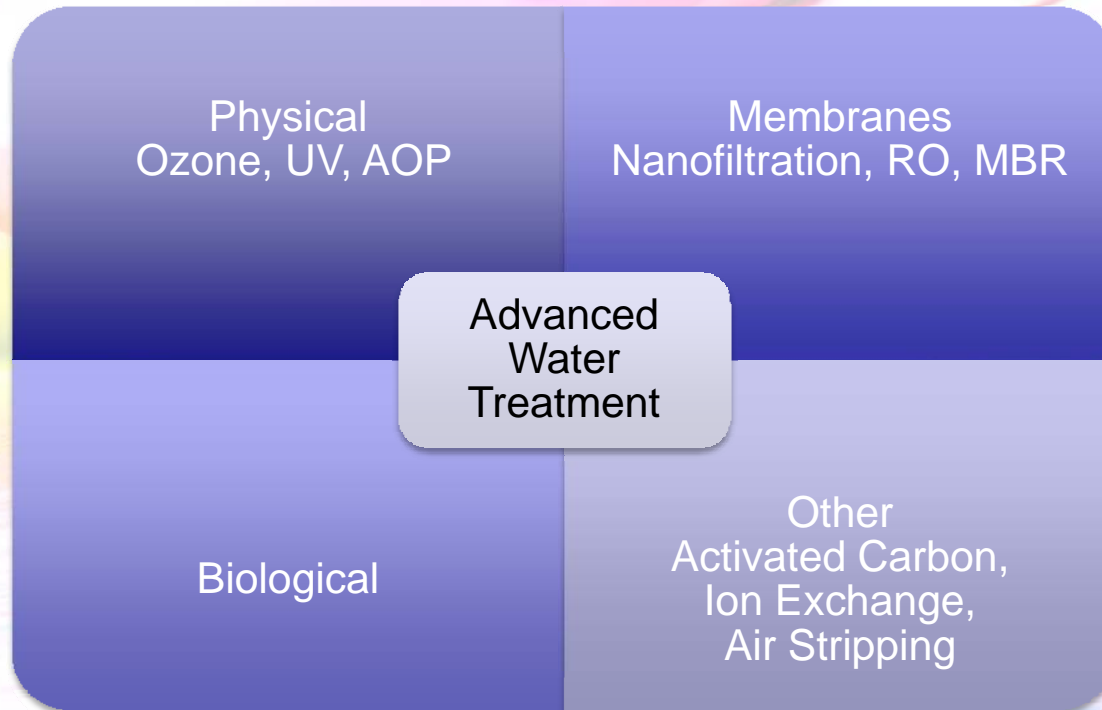 Physical
Ozone, UV, AOP
Membranes
Nanofiltration, RO, MBR
Advanced
Water
Treatment
Biological
Other
Activated Carbon,
Ion Exchange,
Air Stripping